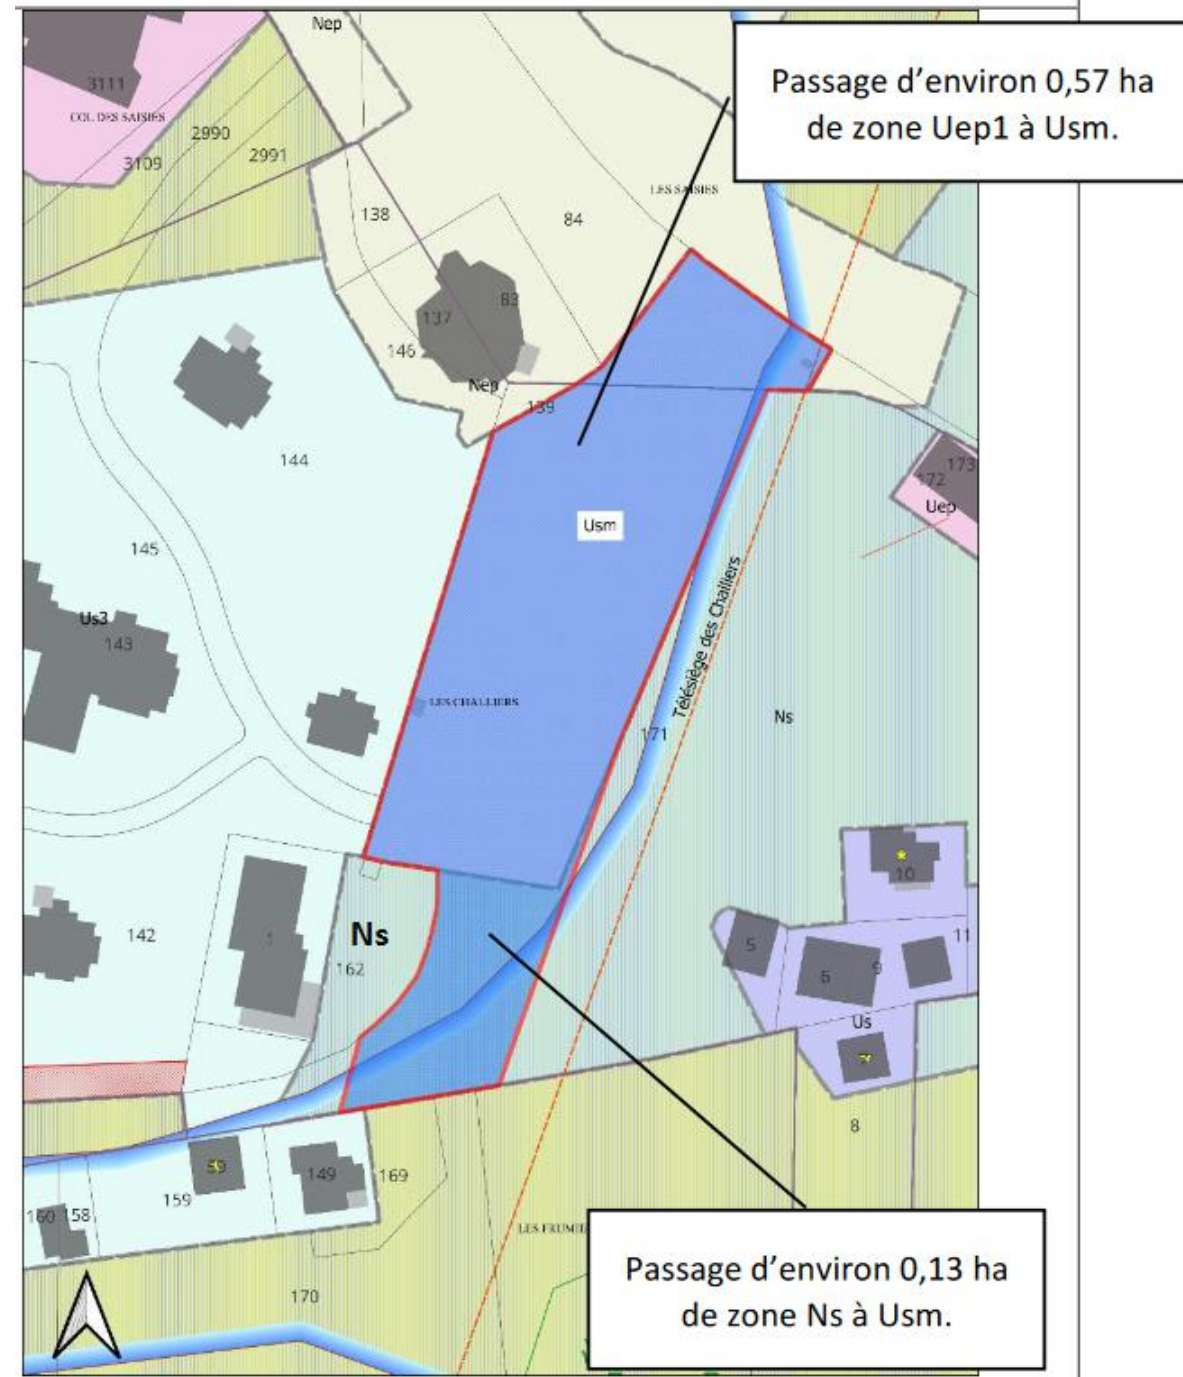 Nep
Passage d’environ 0,57 ha
de zone Uep1 à Usm.
3111
COL DES SAISIES
2990
2991
3109
LES SAISIES
138
84
83
137
146
Nep
139
144
173
172
Uep
Usm
145
Us3
143
LES CHALLIERS
Télésiège des Challiers
171
Ns
10
142
1
Ns
162
5
6
9
11
Us
8
149
169
159
160
158
LES FRUMI
170
Passage d’environ 0,13 ha
de zone Ns à Usm.